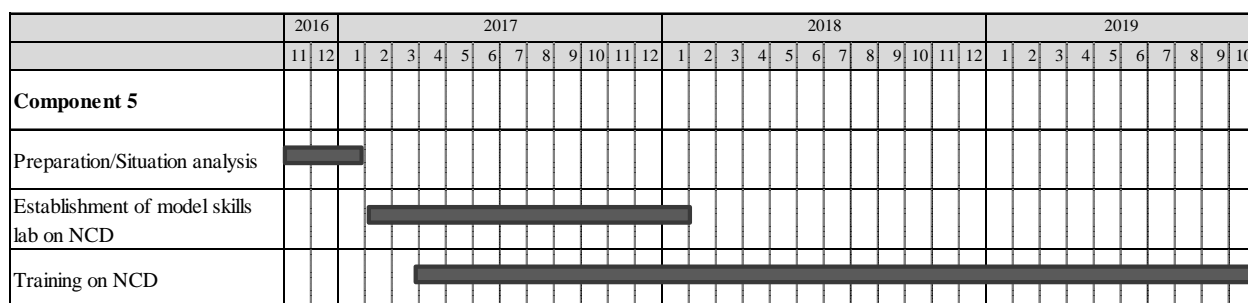 2016 2017 2018 2019
11 12 1 2 3 4 5 6 7 8 9 10 11 12 1 2 3 4 5 6 7 8 9 10 11 12 1 2 3 4 5 6 7 8 9 10
Component 5
Preparation/Situation analysis
Establishment of model skills
lab on NCD
Training on NCD